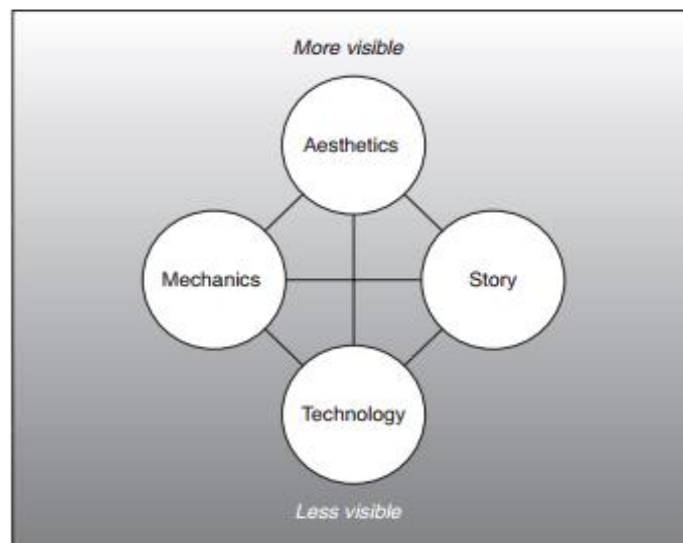 More visible
Aesthetics
Mechanics
Story
Technology
Less visible